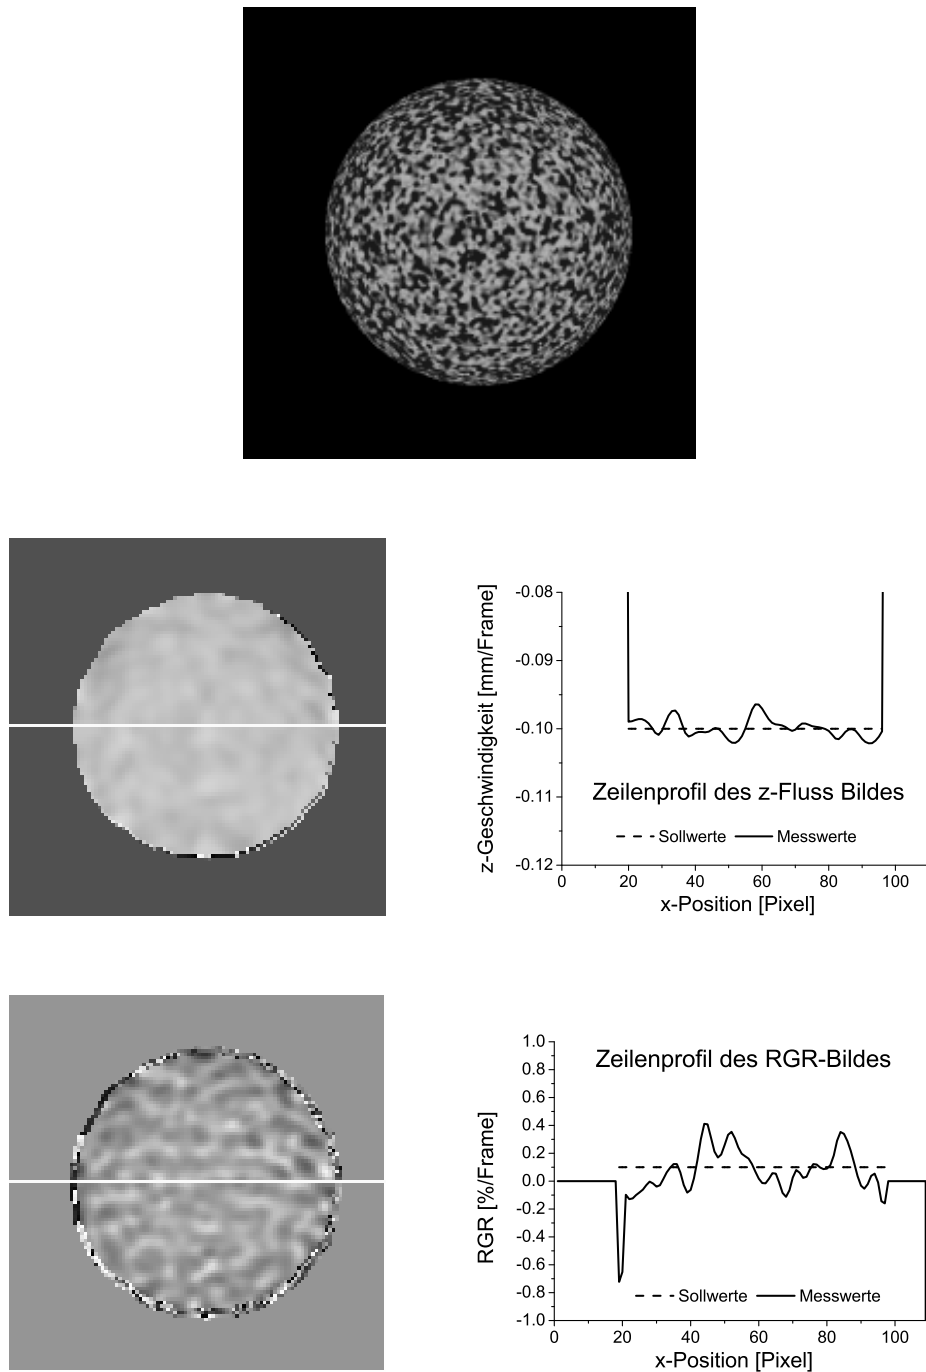 -0.08
-0.09
-0.10
-0.11
-0.12
z-Geschwindigkeit [mm/Frame]
Zeilenprofil des z-Fluss Bildes
Sollwerte Messwerte
0 20 40 60 80 100
x-Position [Pixel]
1.0
0.8
0.6
0.4
0.2
0.0
-0.2
-0.4
-0.6
-0.8
-1.0
RGR [%/Frame]
Zeilenprofil des RGR-Bildes
Sollwerte Messwerte
0 20 40 60 80 100
x-Position [Pixel]